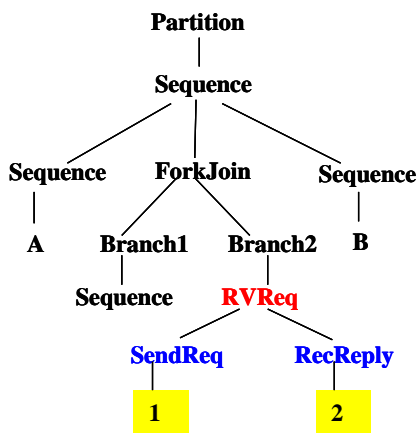 Partition
Sequence
Sequence ForkJoin Sequence
A Branch1 Branch2 B
Sequence RVReq
SendReq RecReply
1 2